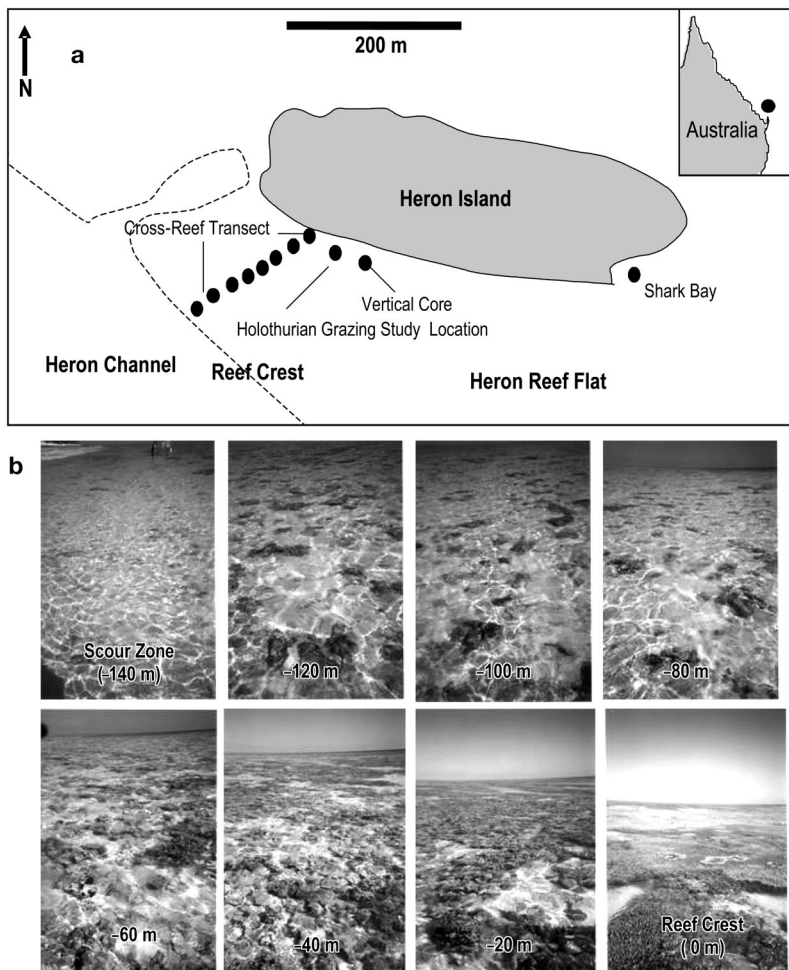 a
200 m
N
Australia
Heron Island
Cross-Reef Transect
Shark Bay
Vertical Core
Holothurian Grazing Study Location
Heron Channel
Reef Crest
Heron Reef Flat
b
Scour Zone
(–140 m)
–120 m
–100 m
–80 m
–60 m
–40 m
–20 m
Reef Crest
( 0 m)